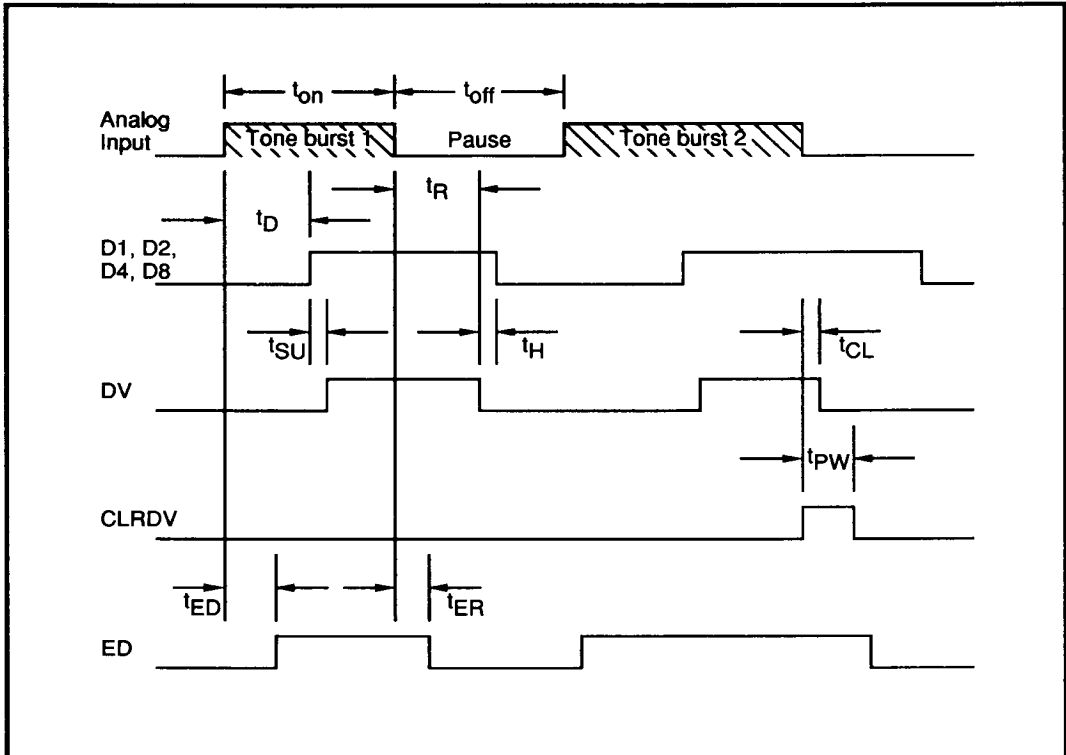 t_on t_off
Analog
Input
Tone burst 1 Pause Tone burst 2
t_R
t_D
D1, D2,
D4, D8
t_SU t_H t_CL
DV
t_PW
CLRDV
t_ED t_ER
ED